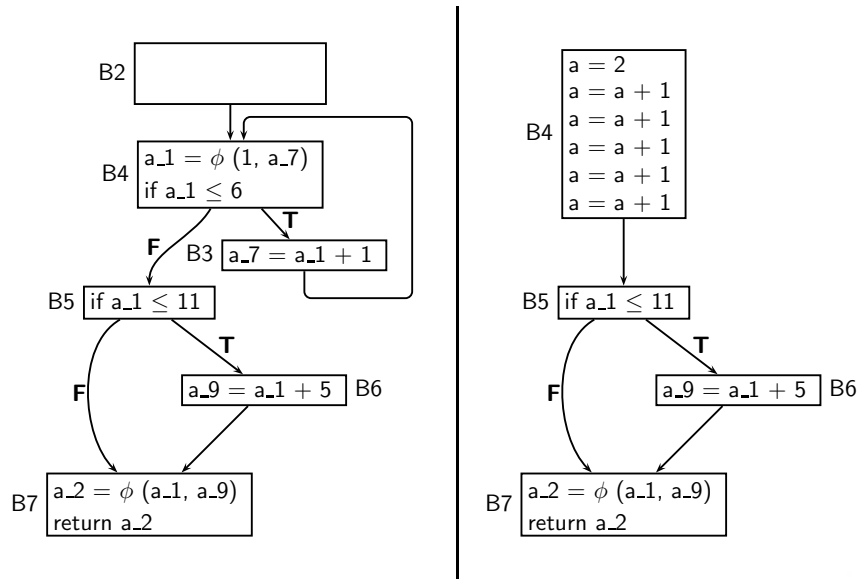 B2
B4
a_1 = ϕ (1, a_7)
if a_1 ≤ 6
T
F
B3
a_7 = a_1 + 1
B5
if a_1 ≤ 11
T
F
a_9 = a_1 + 5
B6
B7
a_2 = ϕ (a_1, a_9)
return a_2
B4
a = 2
a = a + 1
a = a + 1
a = a + 1
a = a + 1
a = a + 1
B5
if a_1 ≤ 11
T
F
a_9 = a_1 + 5
B6
B7
a_2 = ϕ (a_1, a_9)
return a_2